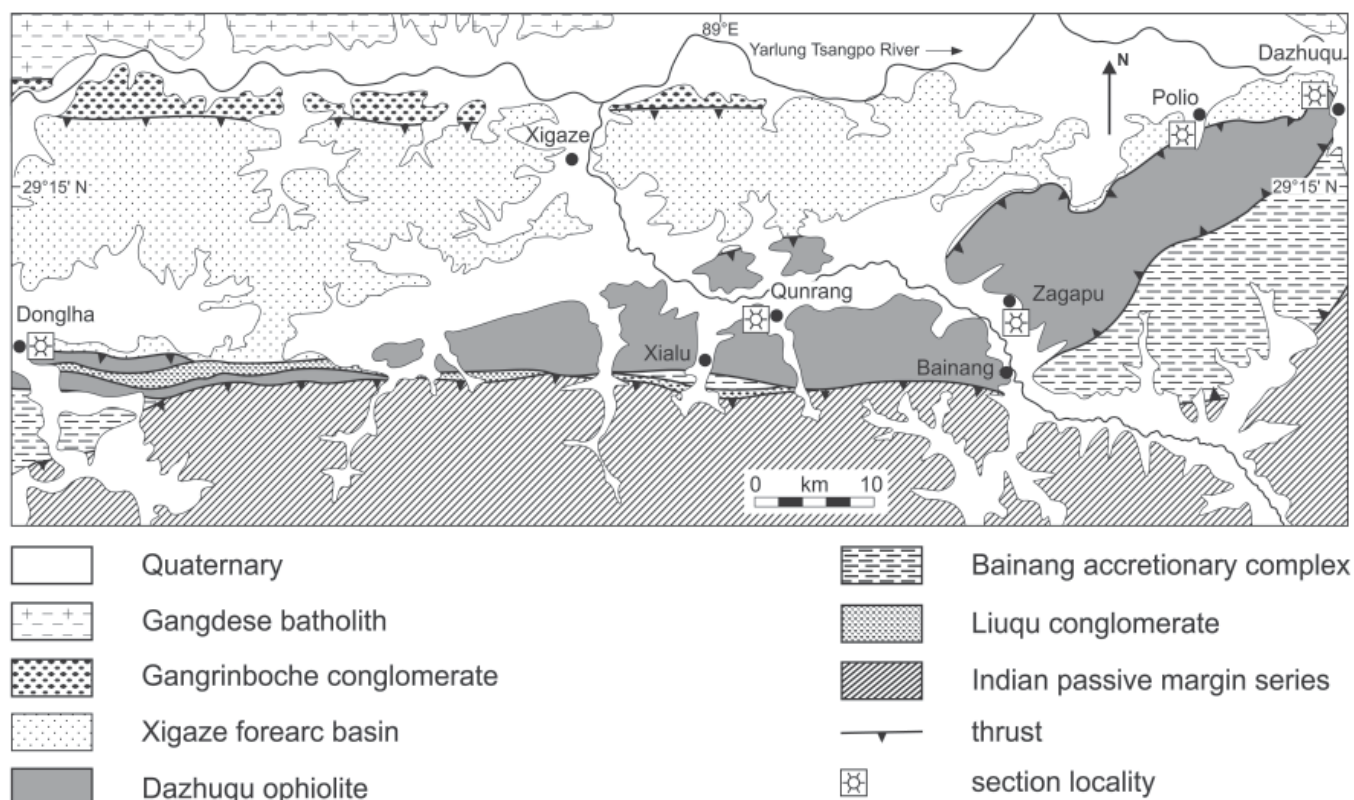 89°E
Yarlung Tsangpo River
N
Dazhuqu
Polio
Xigaze
29°15' N
29°15' N
Donglha
Qunrang
Zagapu
Xialu
Bainang
0 km 10
Quaternary
Gangdese batholith
Gangrinboche conglomerate
Xigaze forearc basin
Dazhuqu ophiolite
Bainang accretionary complex
Liuqu conglomerate
Indian passive margin series
thrust
section locality